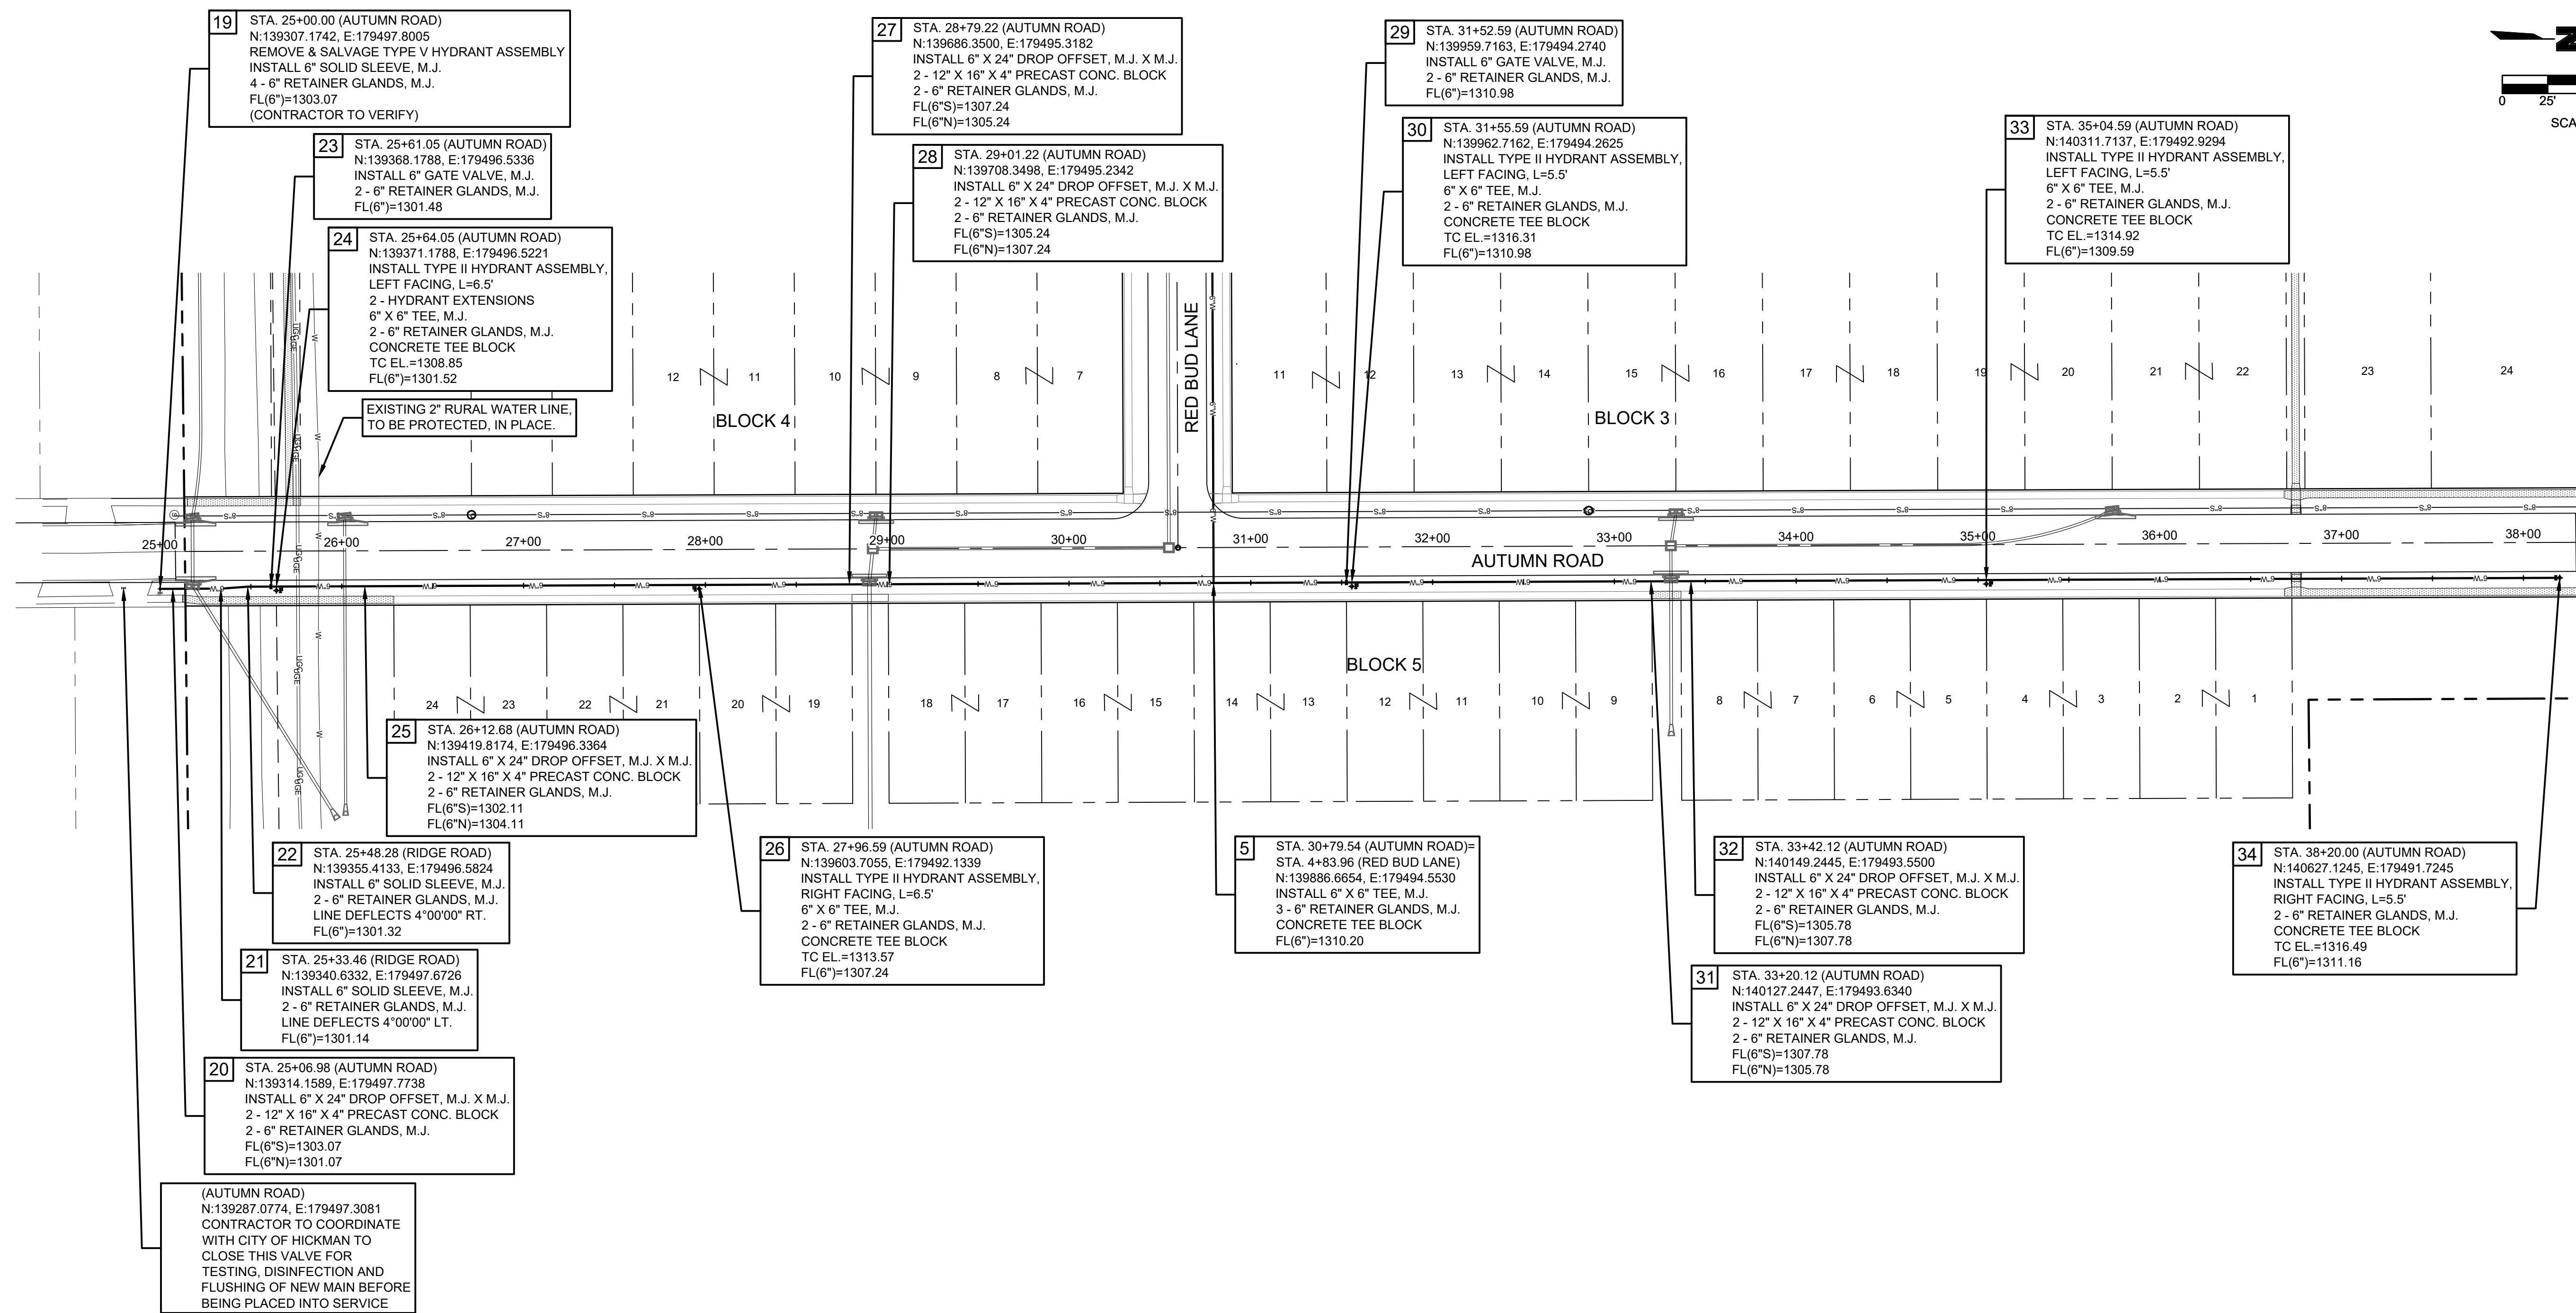 19
STA. 25+00.00 (AUTUMN ROAD)
N:139307.1742, E:179497.8005
REMOVE & SALVAGE TYPE V HYDRANT ASSEMBLY
INSTALL 6" SOLID SLEEVE, M.J.
4 - 6" RETAINER GLANDS, M.J.
FL(6")=1303.07
(CONTRACTOR TO VERIFY)
23
STA. 25+61.05 (AUTUMN ROAD)
N:139368.1788, E:179496.5336
INSTALL 6" GATE VALVE, M.J.
2 - 6" RETAINER GLANDS, M.J.
FL(6")=1301.48
24
STA. 25+64.05 (AUTUMN ROAD)
N:139371.1788, E:179496.5221
INSTALL TYPE II HYDRANT ASSEMBLY,
LEFT FACING, L=6.5'
2 - HYDRANT EXTENSIONS
6" X 6" TEE, M.J.
2 - 6" RETAINER GLANDS, M.J.
CONCRETE TEE BLOCK
TC EL.=1308.85
FL(6")=1301.52
EXISTING 2" RURAL WATER LINE,
TO BE PROTECTED, IN PLACE.
27
STA. 28+79.22 (AUTUMN ROAD)
N:139686.3500, E:179495.3182
INSTALL 6" X 24" DROP OFFSET, M.J. X M.J.
2 - 12" X 16" X 4" PRECAST CONC. BLOCK
2 - 6" RETAINER GLANDS, M.J.
FL(6"S)=1307.24
FL(6"N)=1305.24
28
STA. 29+01.22 (AUTUMN ROAD)
N:139708.3498, E:179495.2342
INSTALL 6" X 24" DROP OFFSET, M.J. X M.J.
2 - 12" X 16" X 4" PRECAST CONC. BLOCK
2 - 6" RETAINER GLANDS, M.J.
FL(6"S)=1305.24
FL(6"N)=1307.24
29
STA. 31+52.59 (AUTUMN ROAD)
N:139959.7163, E:179494.2740
INSTALL 6" GATE VALVE, M.J.
2 - 6" RETAINER GLANDS, M.J.
FL(6")=1310.98
30
STA. 31+55.59 (AUTUMN ROAD)
N:139962.7162, E:179494.2625
INSTALL TYPE II HYDRANT ASSEMBLY,
LEFT FACING, L=5.5'
6" X 6" TEE, M.J.
2 - 6" RETAINER GLANDS, M.J.
CONCRETE TEE BLOCK
TC EL.=1316.31
FL(6")=1310.98
33
STA. 35+04.59 (AUTUMN ROAD)
N:140311.7137, E:179492.9294
INSTALL TYPE II HYDRANT ASSEMBLY,
LEFT FACING, L=5.5'
6" X 6" TEE, M.J.
2 - 6" RETAINER GLANDS, M.J.
CONCRETE TEE BLOCK
TC EL.=1314.92
FL(6")=1309.59
N
0 25'
SCA
12 11 10 9 8 7
BLOCK 4
RED BUD LANE
11 12 13 14 15 16 17 18 19 20 21 22 23 24
BLOCK 3
25+00 26+00 27+00 28+00 29+00 30+00 31+00 32+00 33+00 34+00 35+00 36+00 37+00 38+00
AUTUMN ROAD
BLOCK 5
24 23 22 21 20 19 18 17 16 15 14 13 12 11 10 9 8 7 6 5 4 3 2 1
25
STA. 26+12.68 (AUTUMN ROAD)
N:139419.8174, E:179496.3364
INSTALL 6" X 24" DROP OFFSET, M.J. X M.J.
2 - 12" X 16" X 4" PRECAST CONC. BLOCK
2 - 6" RETAINER GLANDS, M.J.
FL(6"S)=1302.11
FL(6"N)=1304.11
22
STA. 25+48.28 (RIDGE ROAD)
N:139355.4133, E:179496.5824
INSTALL 6" SOLID SLEEVE, M.J.
2 - 6" RETAINER GLANDS, M.J.
LINE DEFLECTS 4°00'00" RT.
FL(6")=1301.32
21
STA. 25+33.46 (RIDGE ROAD)
N:139340.6332, E:179497.6726
INSTALL 6" SOLID SLEEVE, M.J.
2 - 6" RETAINER GLANDS, M.J.
LINE DEFLECTS 4°00'00" LT.
FL(6")=1301.14
20
STA. 25+06.98 (AUTUMN ROAD)
N:139314.1589, E:179497.7738
INSTALL 6" X 24" DROP OFFSET, M.J. X M.J.
2 - 12" X 16" X 4" PRECAST CONC. BLOCK
2 - 6" RETAINER GLANDS, M.J.
FL(6"S)=1303.07
FL(6"N)=1301.07
(AUTUMN ROAD)
N:139287.0774, E:179497.3081
CONTRACTOR TO COORDINATE
WITH CITY OF HICKMAN TO
CLOSE THIS VALVE FOR
TESTING, DISINFECTION AND
FLUSHING OF NEW MAIN BEFORE
BEING PLACED INTO SERVICE
26
STA. 27+96.59 (AUTUMN ROAD)
N:139603.7055, E:179492.1339
INSTALL TYPE II HYDRANT ASSEMBLY,
RIGHT FACING, L=6.5'
6" X 6" TEE, M.J.
2 - 6" RETAINER GLANDS, M.J.
CONCRETE TEE BLOCK
TC EL.=1313.57
FL(6")=1307.24
5
STA. 30+79.54 (AUTUMN ROAD)=
STA. 4+83.96 (RED BUD LANE)
N:139886.6654, E:179494.5530
INSTALL 6" X 6" TEE, M.J.
3 - 6" RETAINER GLANDS, M.J.
CONCRETE TEE BLOCK
FL(6")=1310.20
32
STA. 33+42.12 (AUTUMN ROAD)
N:140149.2445, E:179493.5500
INSTALL 6" X 24" DROP OFFSET, M.J. X M.J.
2 - 12" X 16" X 4" PRECAST CONC. BLOCK
2 - 6" RETAINER GLANDS, M.J.
FL(6"S)=1305.78
FL(6"N)=1307.78
31
STA. 33+20.12 (AUTUMN ROAD)
N:140127.2447, E:179493.6340
INSTALL 6" X 24" DROP OFFSET, M.J. X M.J.
2 - 12" X 16" X 4" PRECAST CONC. BLOCK
2 - 6" RETAINER GLANDS, M.J.
FL(6"S)=1307.78
FL(6"N)=1305.78
34
STA. 38+20.00 (AUTUMN ROAD)
N:140627.1245, E:179491.7245
INSTALL TYPE II HYDRANT ASSEMBLY,
RIGHT FACING, L=5.5'
2 - 6" RETAINER GLANDS, M.J.
CONCRETE TEE BLOCK
TC EL.=1316.49
FL(6")=1311.16